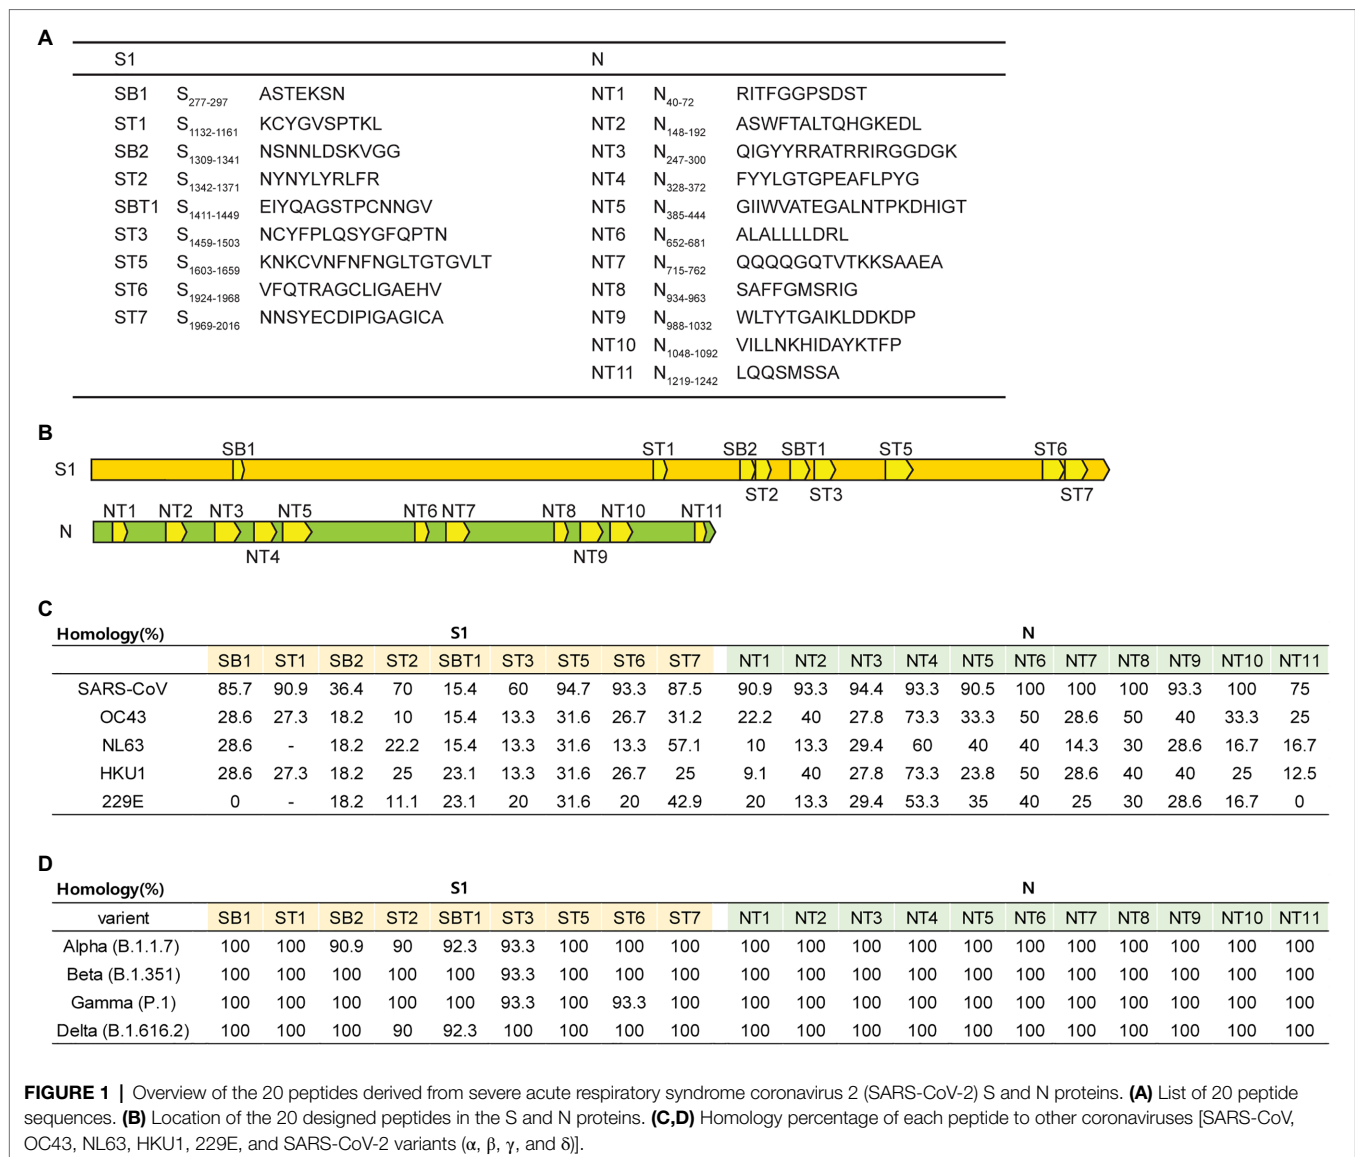 A
S1 N
SB1 S277-297 ASTEKSN NT1 N40-72 RITFGGPSDST
ST1 S1132-1161 KCYGVSPTKL NT2 N148-192 ASWFTALTQHGKEDL
SB2 S1309-1341 NSNNLDSKVGG NT3 N247-300 QIGYYRRATRRIRGGDGK
ST2 S1342-1371 NYNYLYRLFR NT4 N328-372 FYYLGTGPEAFLPYG
SBT1 S1411-1449 EIYQAGSTPCNNGV NT5 N385-444 GIIWVATEGALNTPKDHIGT
ST3 S1459-1503 NCYFPLQSYGFQPTN NT6 N652-681 ALALLLLDRL
ST5 S1603-1659 KNKCVNFNFNGLTGTGVLT NT7 N715-762 QQQQGQTVTKKSAAEA
ST6 S1924-1968 VFQTRAGCLIGAEHV NT8 N934-963 SAFFGMSRIG
ST7 S1969-2016 NNSYECDIPIGAGICA NT9 N988-1032 WLTYTGAIKLDDKDP
NT10 N1048-1092 VILLNKHIDAYKTFP
NT11 N1219-1242 LQQSMSSA
B
SB1 ST1 SB2 SBT1 ST5 ST6
S1
ST2 ST3 ST7
NT1 NT2 NT3 NT5 NT6 NT7 NT8 NT10 NT11
N
NT4 NT9
C
Homology(%) S1 N
SB1 ST1 SB2 ST2 SBT1 ST3 ST5 ST6 ST7 NT1 NT2 NT3 NT4 NT5 NT6 NT7 NT8 NT9 NT10 NT11
SARS-CoV 85.7 90.9 36.4 70 15.4 60 94.7 93.3 87.5 90.9 93.3 94.4 93.3 90.5 100 100 100 93.3 100 75
OC43 28.6 27.3 18.2 10 15.4 13.3 31.6 26.7 31.2 22.2 40 27.8 73.3 33.3 50 28.6 50 40 33.3 25
NL63 28.6 - 18.2 22.2 15.4 13.3 31.6 13.3 57.1 10 13.3 29.4 60 40 40 14.3 30 28.6 16.7 16.7
HKU1 28.6 27.3 18.2 25 23.1 13.3 31.6 26.7 25 9.1 40 27.8 73.3 23.8 50 28.6 40 40 25 12.5
229E 0 - 18.2 11.1 23.1 20 31.6 20 42.9 20 13.3 29.4 53.3 35 40 25 30 28.6 16.7 0
D
Homology(%) S1 N
varient SB1 ST1 SB2 ST2 SBT1 ST3 ST5 ST6 ST7 NT1 NT2 NT3 NT4 NT5 NT6 NT7 NT8 NT9 NT10 NT11
Alpha (B.1.1.7) 100 100 90.9 90 92.3 93.3 100 100 100 100 100 100 100 100 100 100 100 100 100 100
Beta (B.1.351) 100 100 100 100 100 93.3 100 100 100 100 100 100 100 100 100 100 100 100 100 100
Gamma (P.1) 100 100 100 100 100 93.3 100 93.3 100 100 100 100 100 100 100 100 100 100 100 100
Delta (B.1.616.2) 100 100 100 90 92.3 100 100 100 100 100 100 100 100 100 100 100 100 100 100 100
FIGURE 1 | Overview of the 20 peptides derived from severe acute respiratory syndrome coronavirus 2 (SARS-CoV-2) S and N proteins. (A) List of 20 peptide
sequences. (B) Location of the 20 designed peptides in the S and N proteins. (C,D) Homology percentage of each peptide to other coronaviruses [SARS-CoV,
OC43, NL63, HKU1, 229E, and SARS-CoV-2 variants (α, β, γ, and δ)].